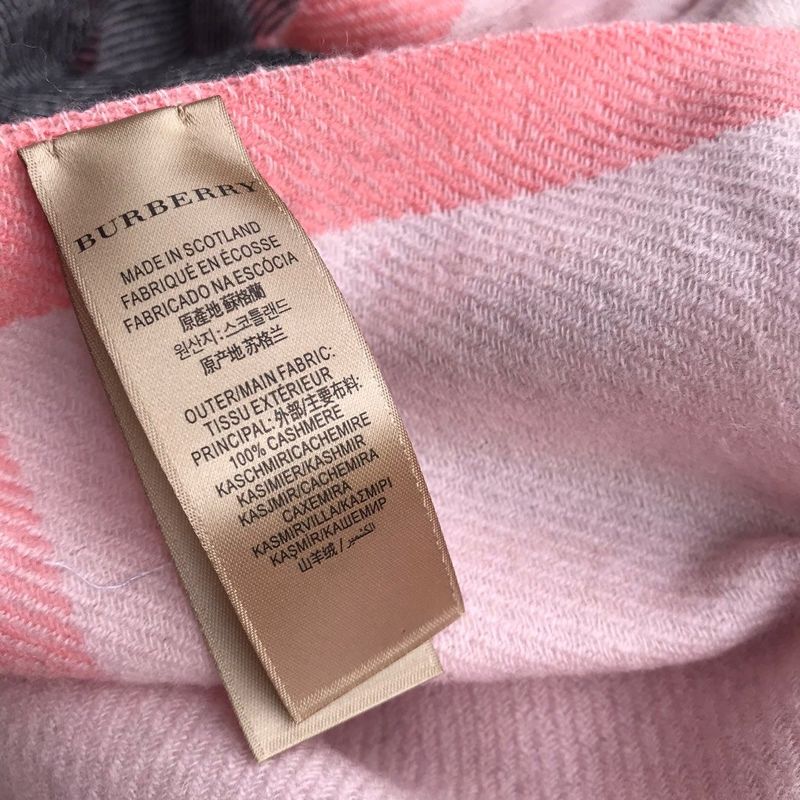 BURBERRY
MADE IN SCOTLAND
FABRIQUÉ EN ÉCOSSE
FABRICADO NA ESCÓCIA
原產地 蘇格蘭
원산지: 스코틀랜드
原产地 苏格兰
OUTER/MAIN FABRIC:
TISSU EXTÉRIEUR
PRINCIPAL 外部/主要布料:
100% CASHMERE
KASCHMIR/CACHEMIRE
KASIMIER/KASHMIR
KASJMIR/CACHEMIRA
CAXEMIRA
KASMIRVILLA/ΚΑΣΜΙΡΙ
KAŞMİR/КАШЕМИР
山羊绒 / الكشمير